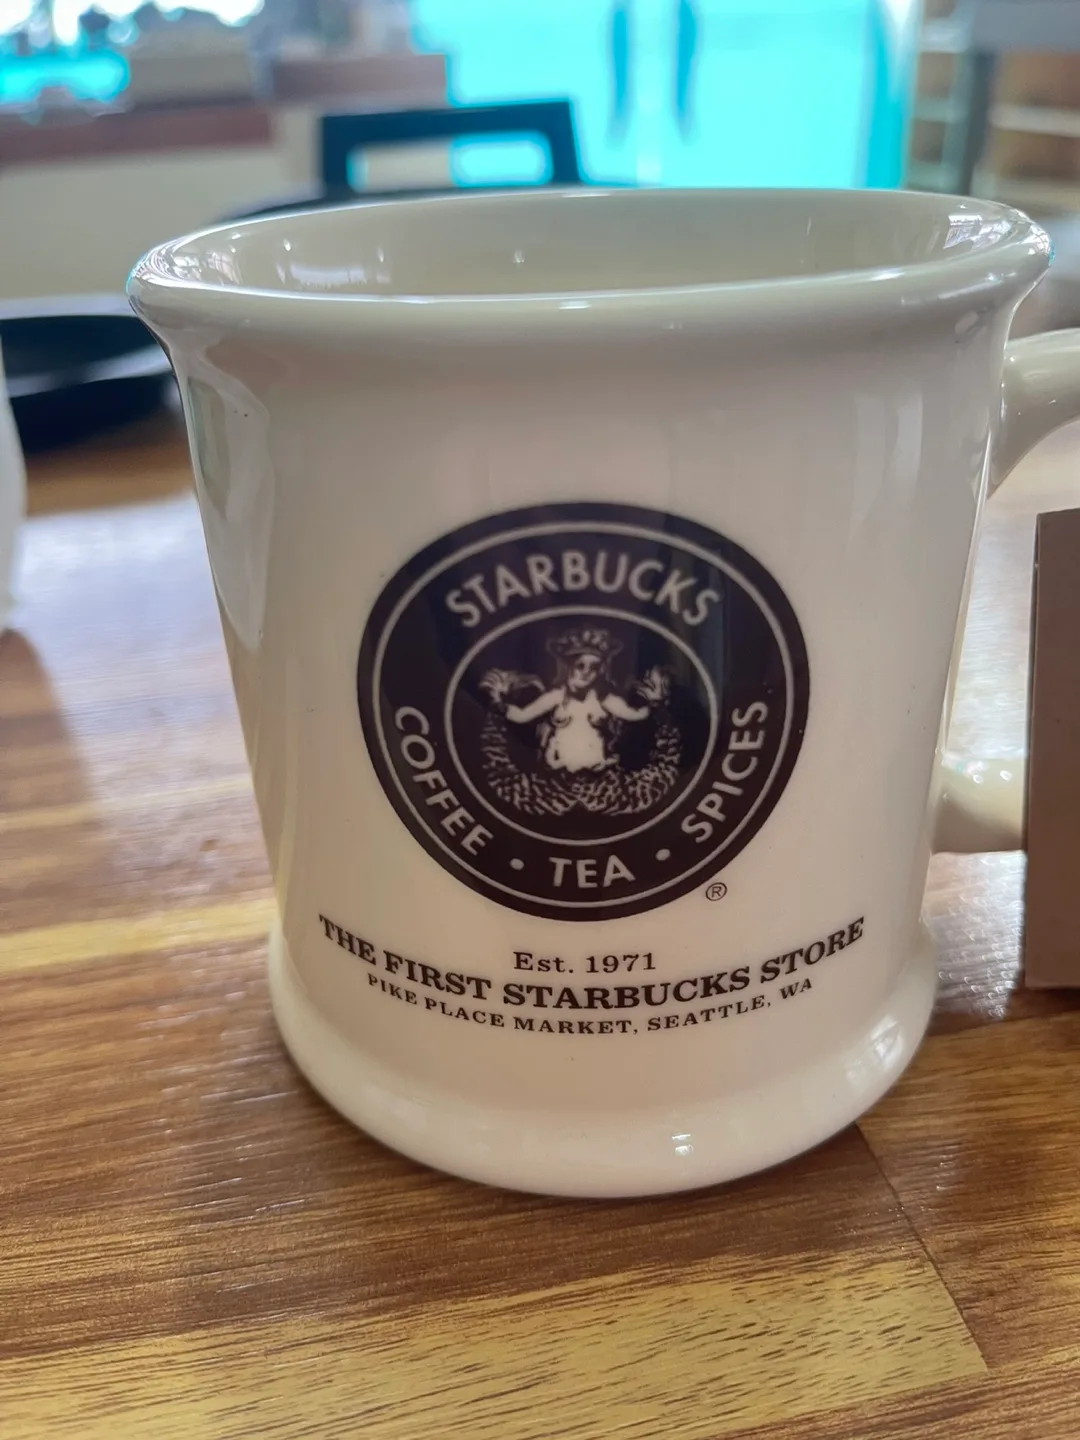 STARBUCKS
COFFEE • TEA • SPICES
®
Est. 1971
THE FIRST STARBUCKS STORE
PIKE PLACE MARKET, SEATTLE, WA